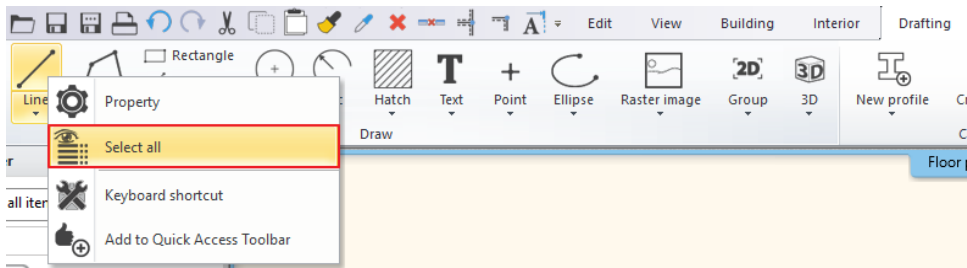 Edit View Building Interior Drafting
Rectangle
Line Hatch Text Point Ellipse Raster image Group 3D New profile
2D 3D
Draw
Property
Select all
Keyboard shortcut
Add to Quick Access Toolbar
Floor
all